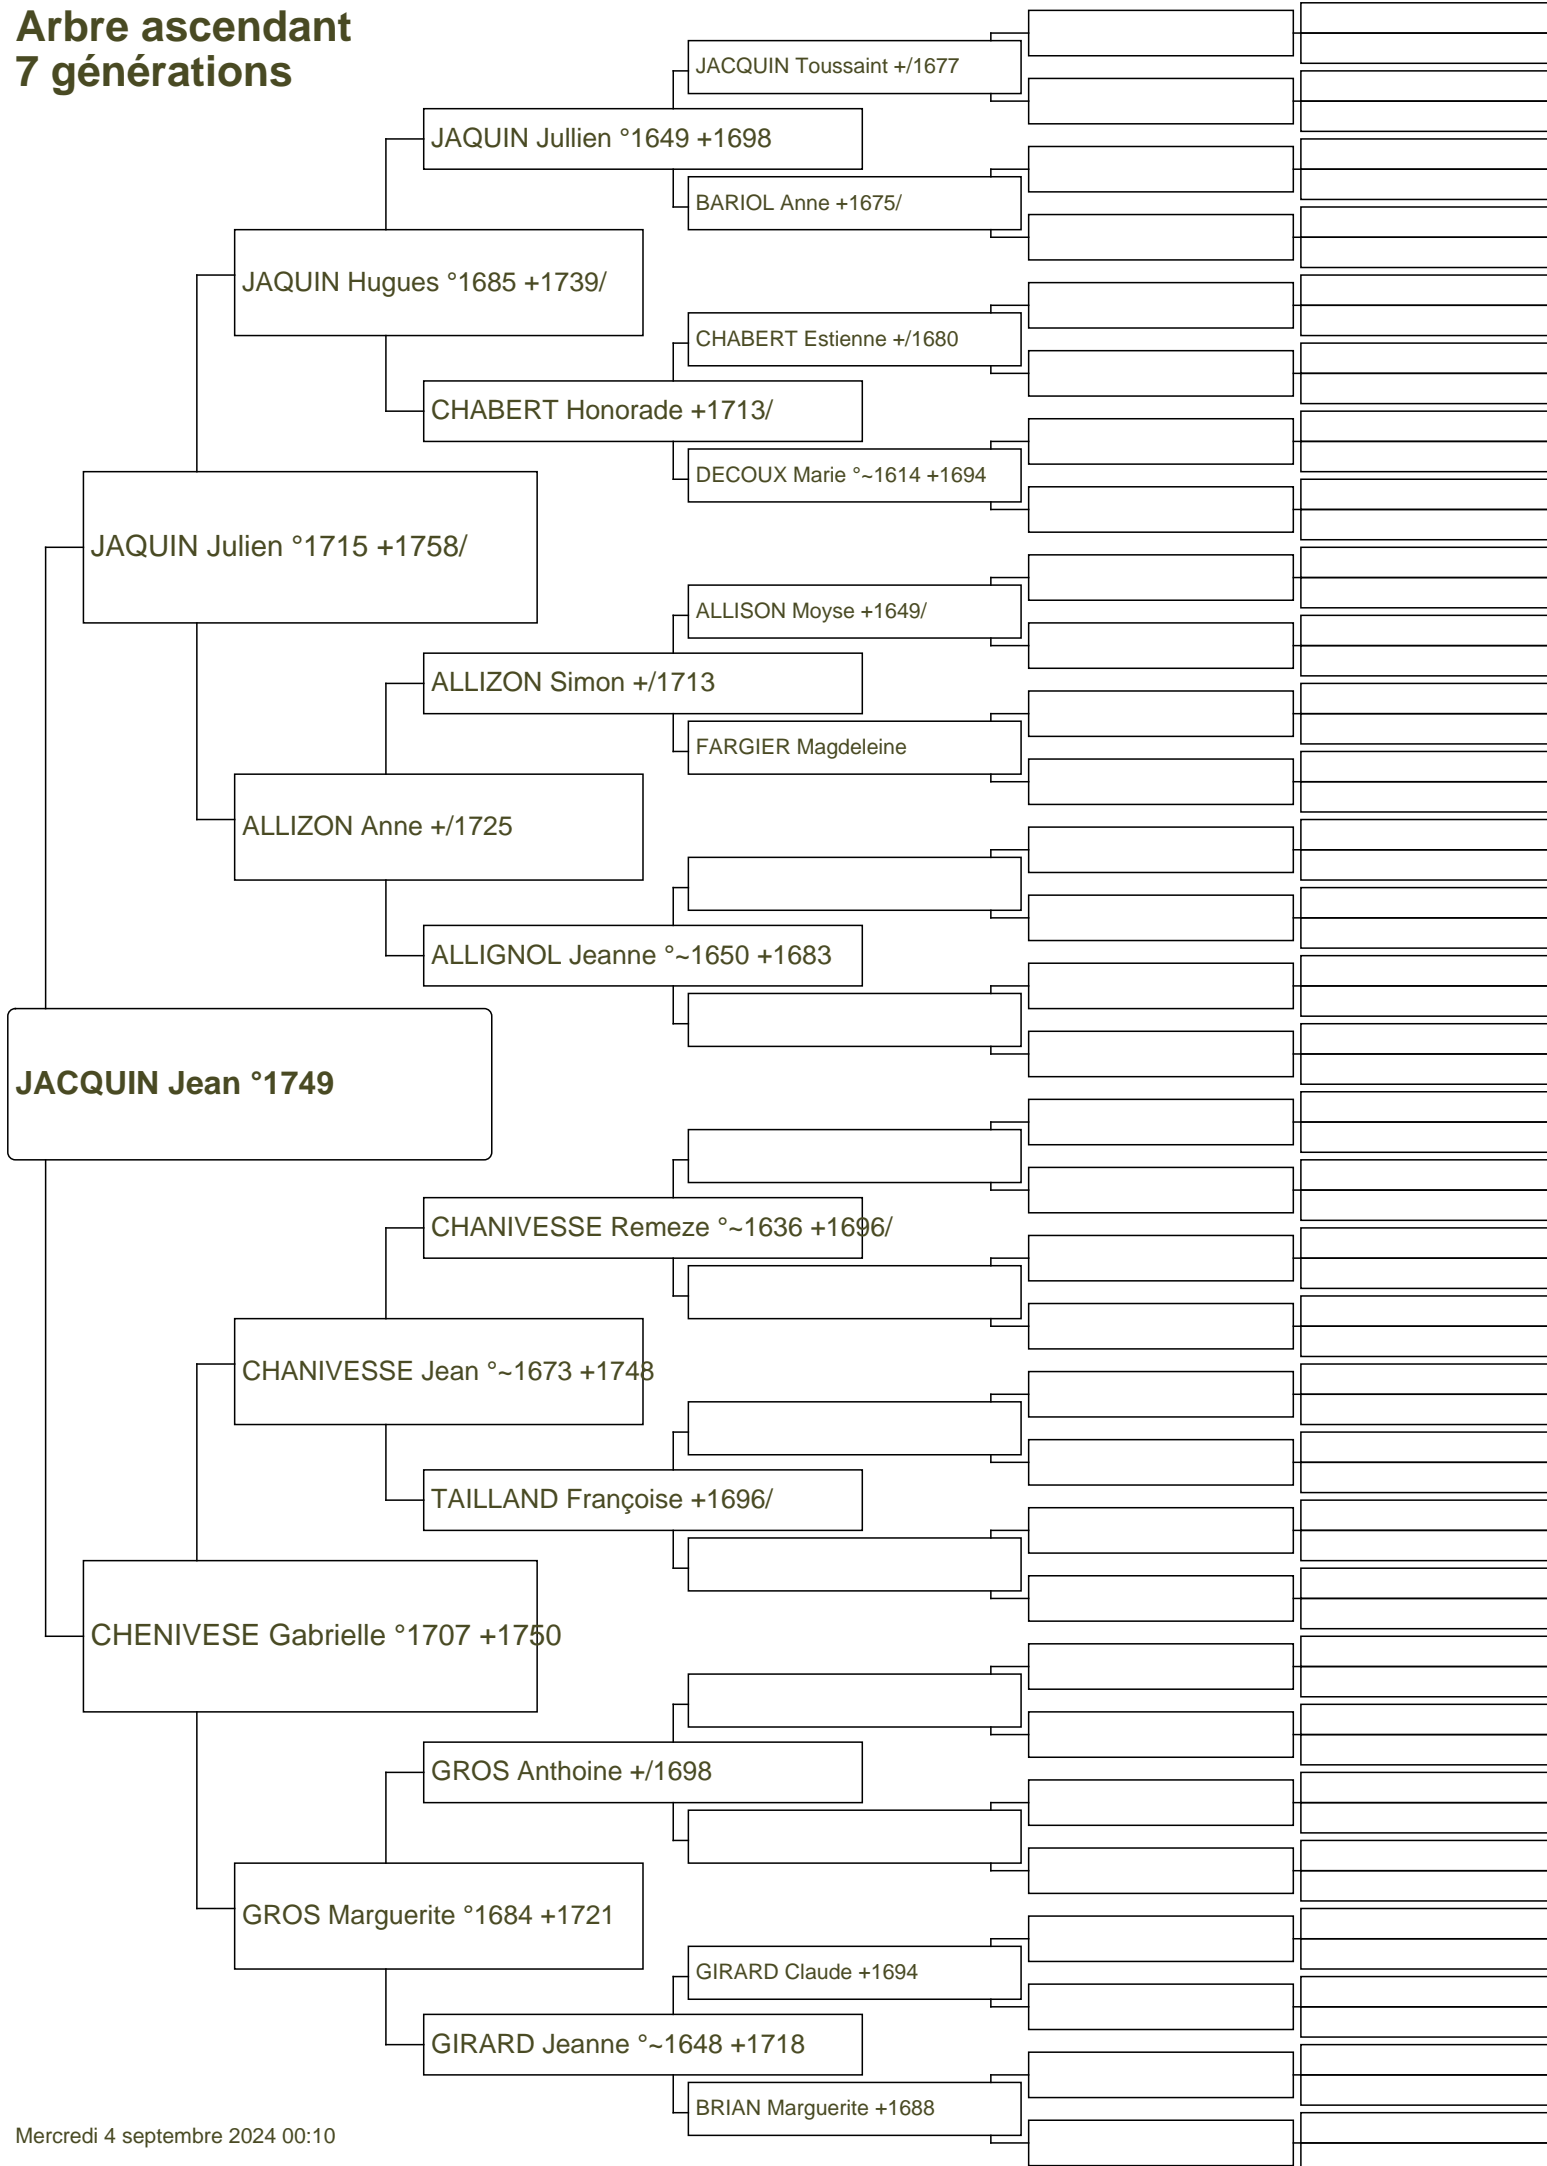 Arbre ascendant
7 générations
JACQUIN Toussaint +/1677
JAQUIN Jullien °1649 +1698
BARIOL Anne +1675/
JAQUIN Hugues °1685 +1739/
CHABERT Estienne +/1680
CHABERT Honorade +1713/
DECOUX Marie °~1614 +1694
JAQUIN Julien °1715 +1758/
ALLISON Moyse +1649/
ALLIZON Simon +/1713
FARGIER Magdeleine
ALLIZON Anne +/1725
ALLIGNOL Jeanne °~1650 +1683
JACQUIN Jean °1749
CHANIVESSE Remeze °~1636 +1696/
CHANIVESSE Jean °~1673 +1748
TAILLAND Françoise +1696/
CHENIVESE Gabrielle °1707 +1750
GROS Anthoine +/1698
GROS Marguerite °1684 +1721
GIRARD Claude +1694
GIRARD Jeanne °~1648 +1718
BRIAN Marguerite +1688
Mercredi 4 septembre 2024 00:10